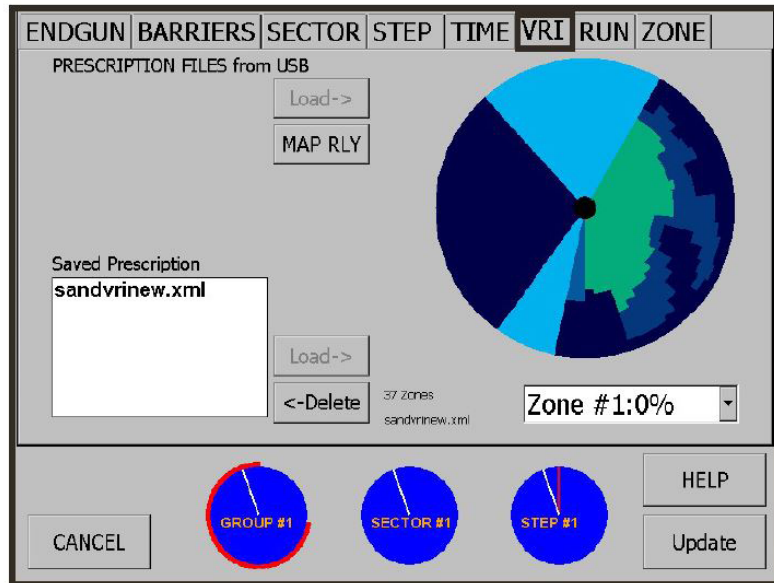 ENDGUN BARRIERS SECTOR STEP TIME VRI RUN ZONE
PRESCRIPTION FILES from USB
Load->
MAP RLY
Saved Prescription
sandvrinew.xml
Load->
<-Delete
37 Zones
sandvrinew.xml
Zone #1:0%
GROUP #1
SECTOR #1
STEP #1
HELP
CANCEL
Update